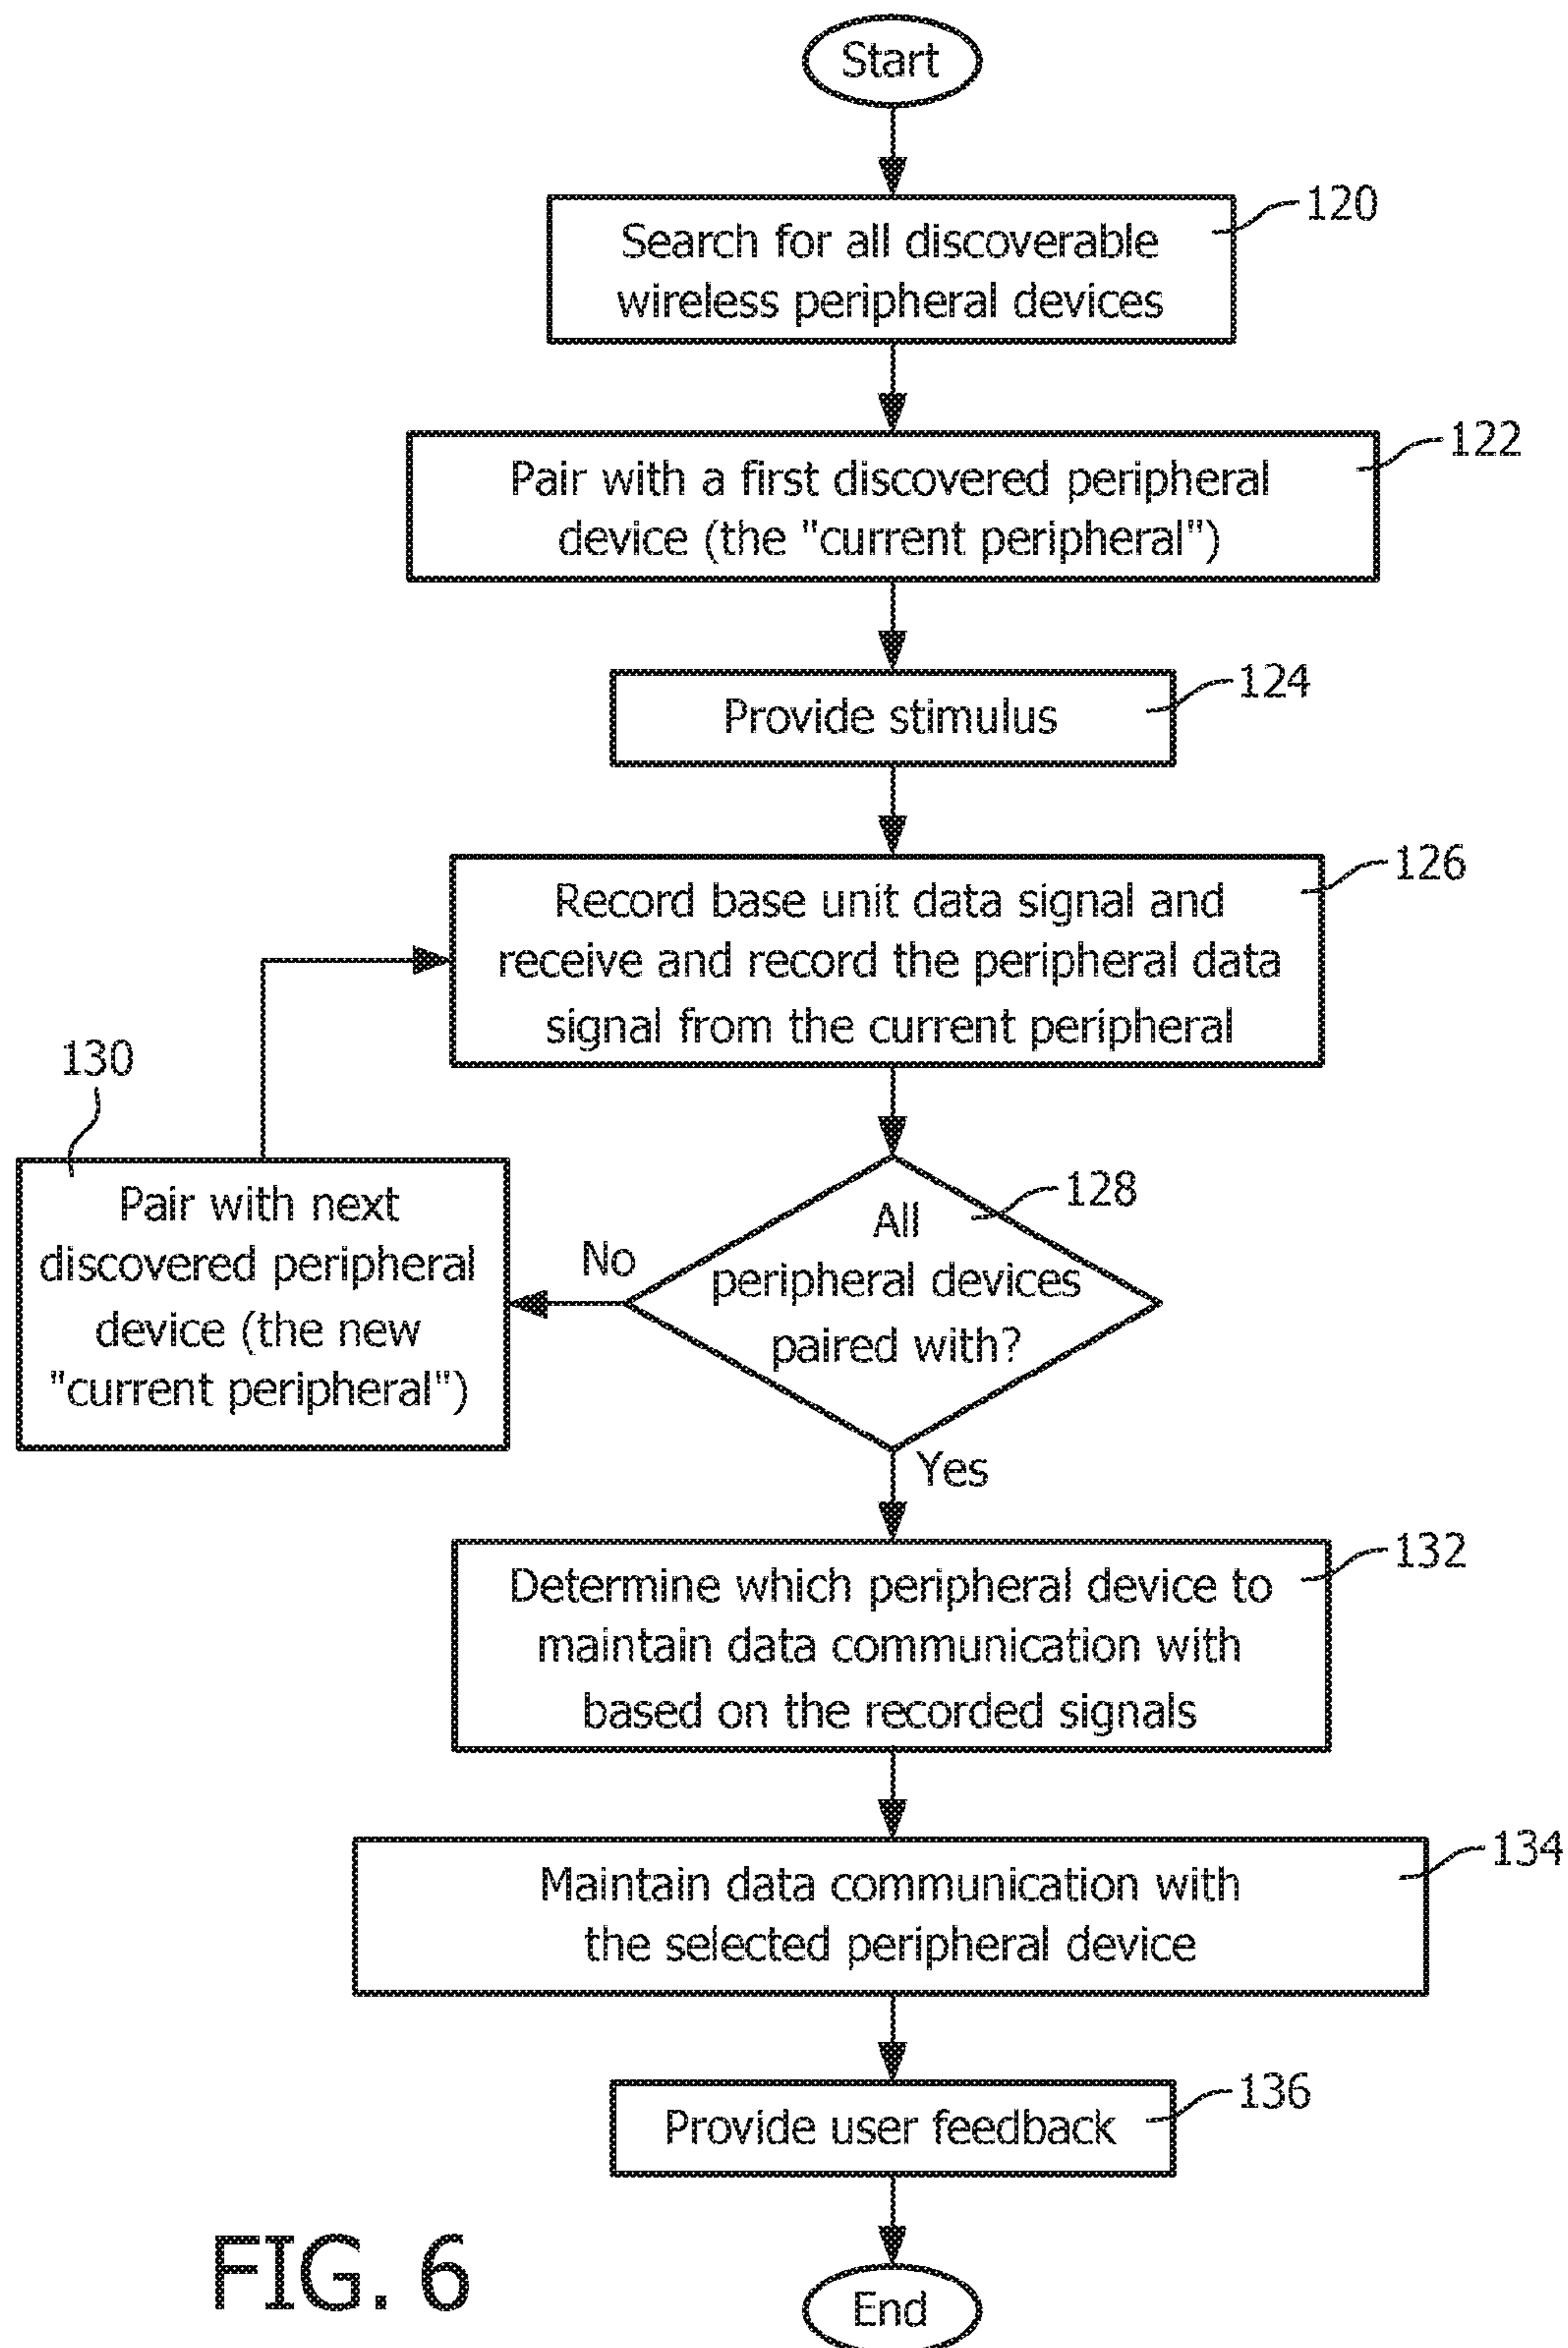 Start
120
Search for all discoverable
wireless peripheral devices
122
Pair with a first discovered peripheral
device (the "current peripheral")
124
Provide stimulus
126
Record base unit data signal and
receive and record the peripheral data
signal from the current peripheral
130
Pair with next
discovered peripheral
device (the new
"current peripheral")
No
128
All
peripheral devices
paired with?
Yes
132
Determine which peripheral device to
maintain data communication with
based on the recorded signals
134
Maintain data communication with
the selected peripheral device
136
Provide user feedback
FIG. 6
End